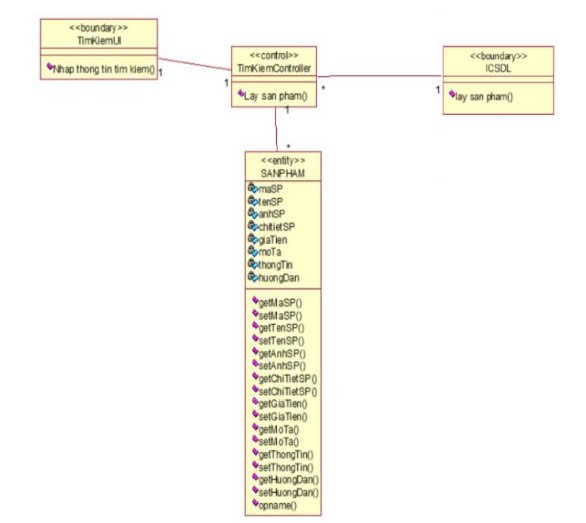 <<boundary>>
TimKiemUI
Nhap thong tin tim kiem()
1
1
<<control>>
TimKiemController
Lay san pham()
1
*
1
<<boundary>>
ICSDL
lay san pham()
*
<<entity>>
SANPHAM
maSP
tenSP
anhSP
chitietSP
giaTien
moTa
thongTin
huongDan
getMaSP()
setMaSP()
getTenSP()
setTenSP()
getAnhSP()
setAnhSP()
getChiTietSP()
setChiTietSP()
getGiaTien()
setGiaTien()
getMoTa()
setMoTa()
getThongTin()
setThongTin()
getHuongDan()
setHuongDan()
opname()